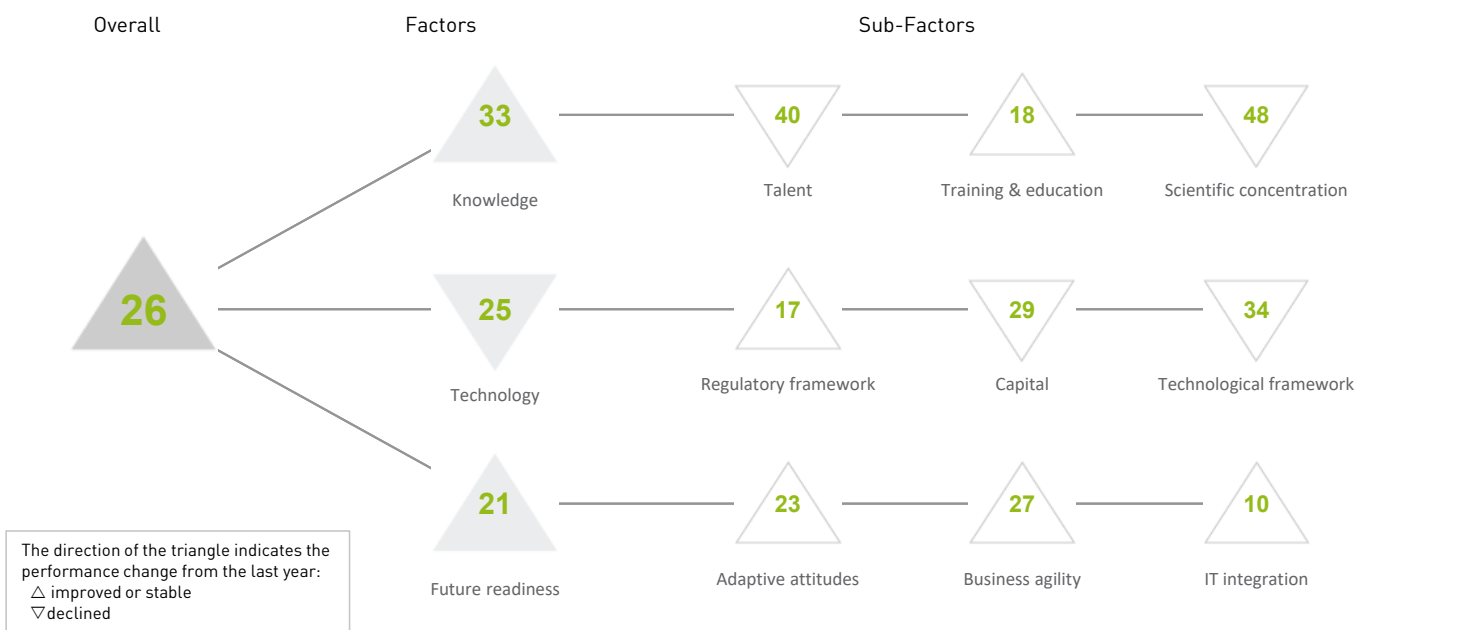 Overall
Factors
Sub-Factors
33
Knowledge
40
Talent
18
Training & education
48
Scientific concentration
26
25
Technology
17
Regulatory framework
29
Capital
34
Technological framework
21
Future readiness
23
Adaptive attitudes
27
Business agility
10
IT integration
The direction of the triangle indicates the
performance change from the last year:
△ improved or stable
▽ declined